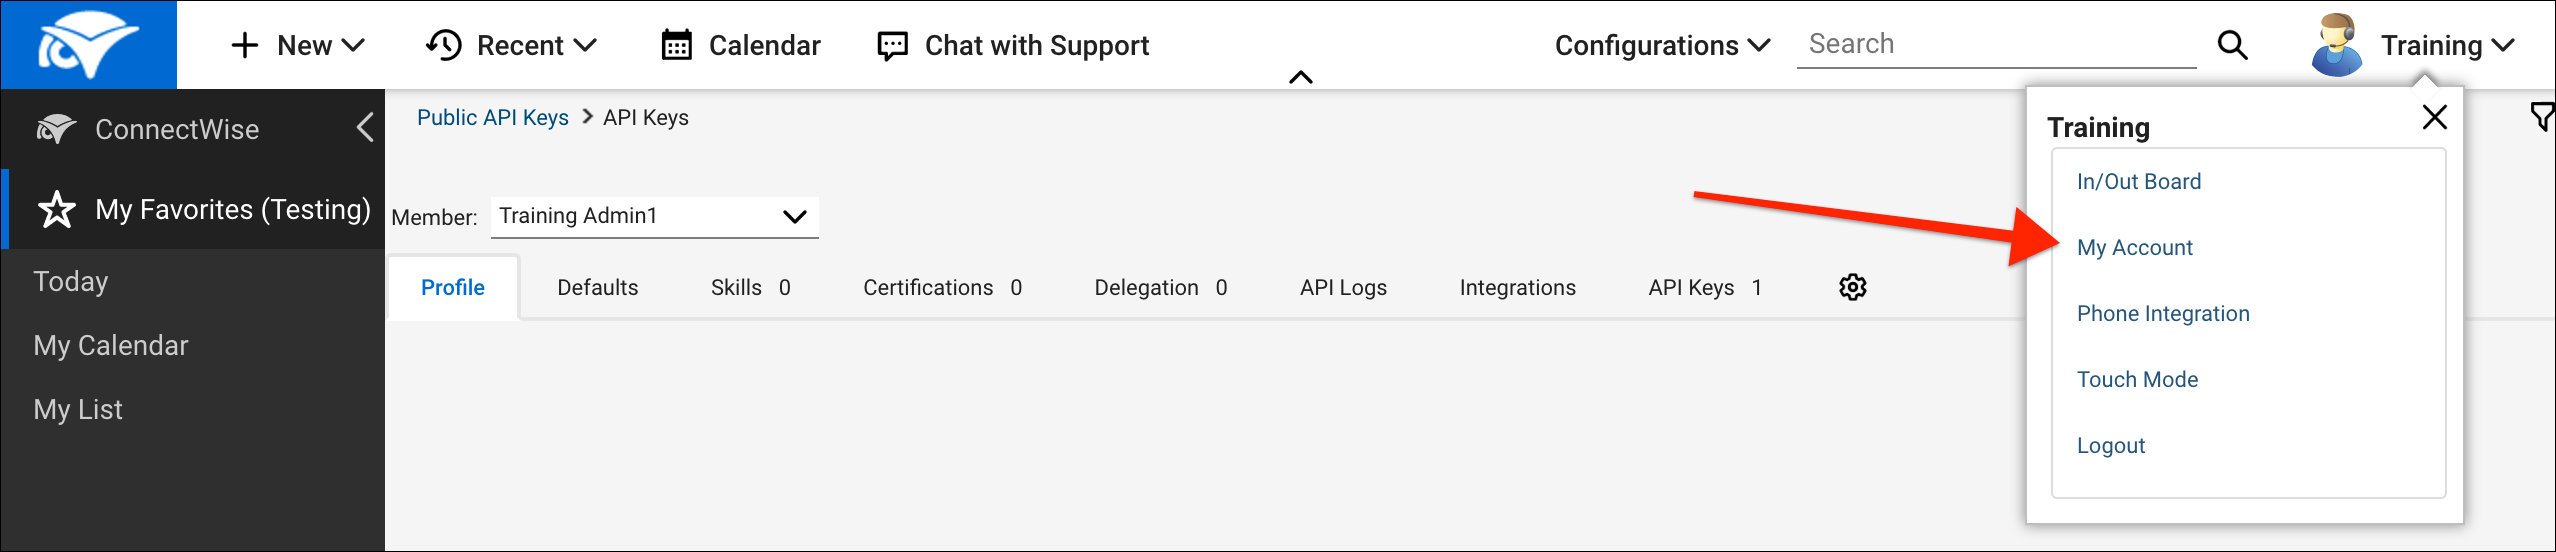 New Recent Calendar Chat with Support Configurations Search Training
ConnectWise
My Favorites (Testing)
Today
My Calendar
My List
Public API Keys > API Keys
Member: Training Admin1
Profile Defaults Skills 0 Certifications 0 Delegation 0 API Logs Integrations API Keys 1
Training
In/Out Board
My Account
Phone Integration
Touch Mode
Logout